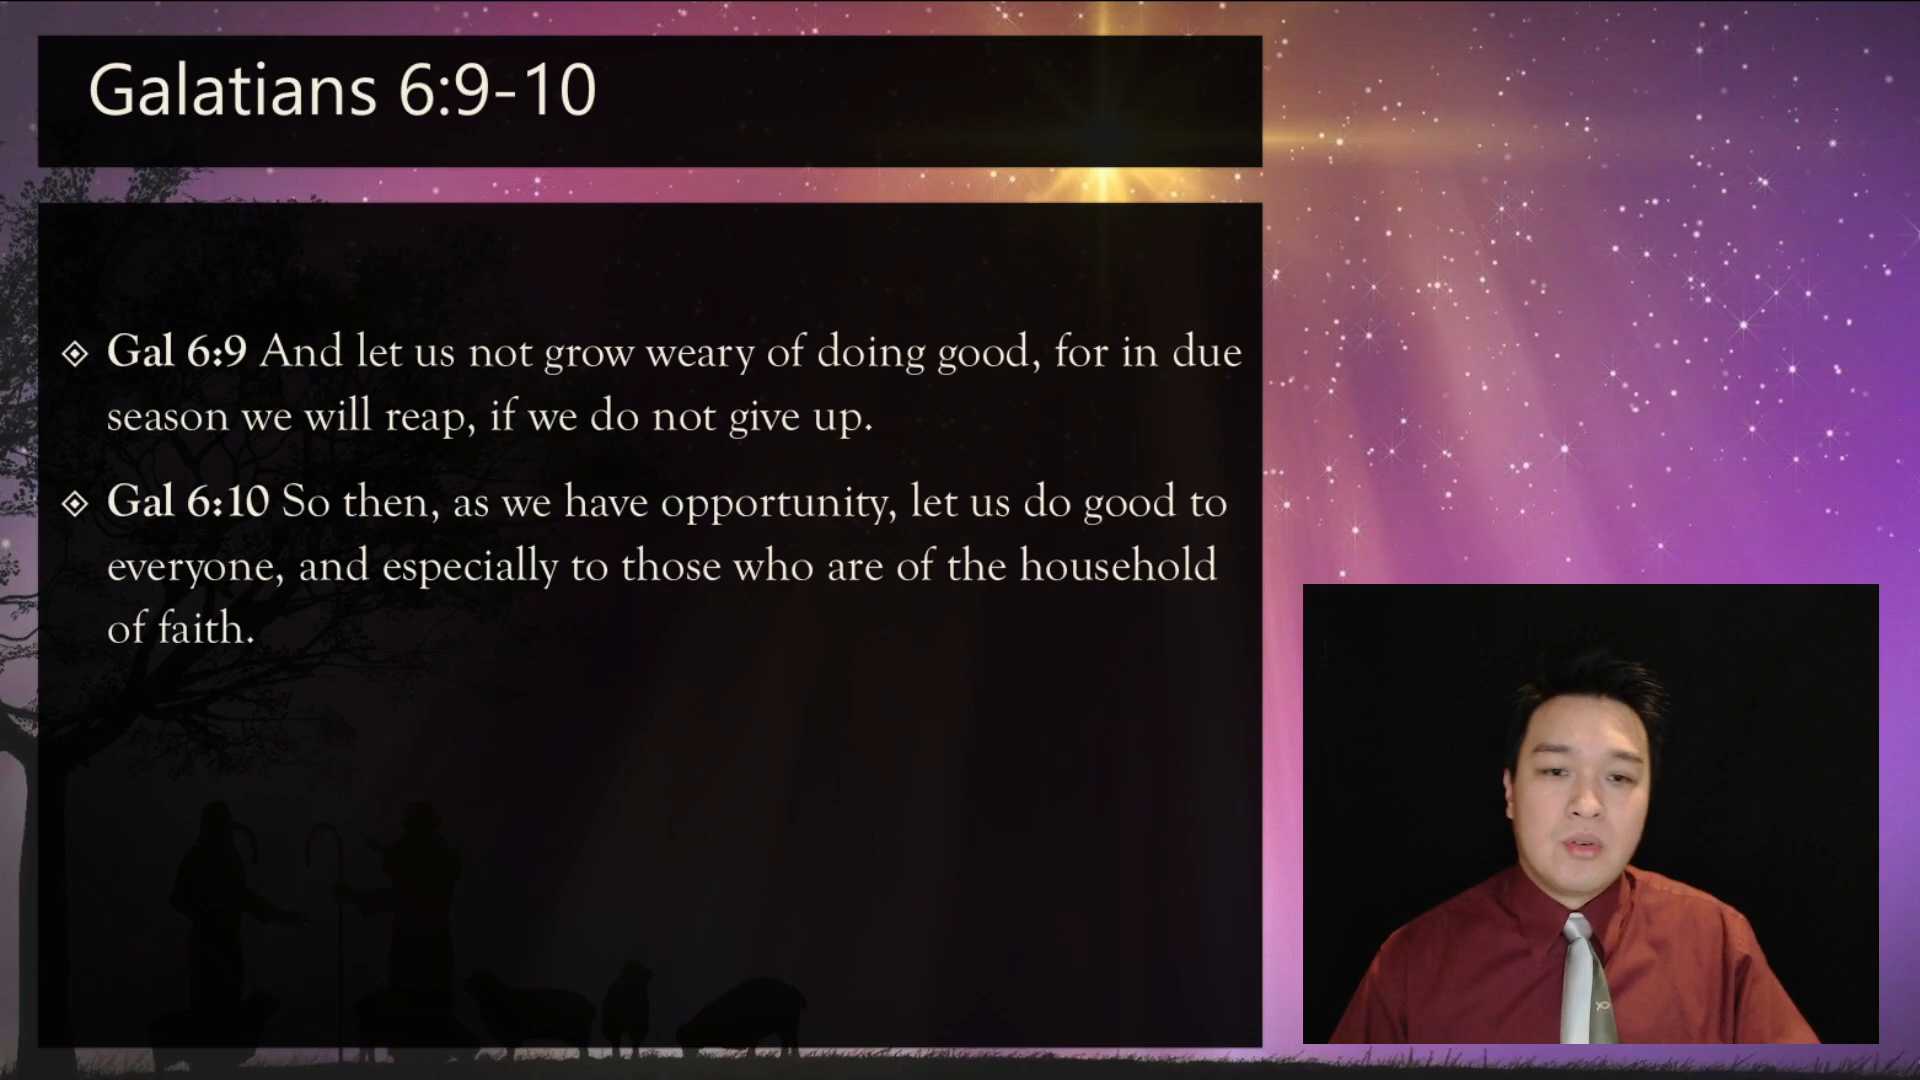 Galatians 6:9-10
Gal 6:9 And let us not grow weary of doing good, for in due
season we will reap, if we do not give up.
Gal 6:10 So then, as we have opportunity, let us do good to
everyone, and especially to those who are of the household
of faith.